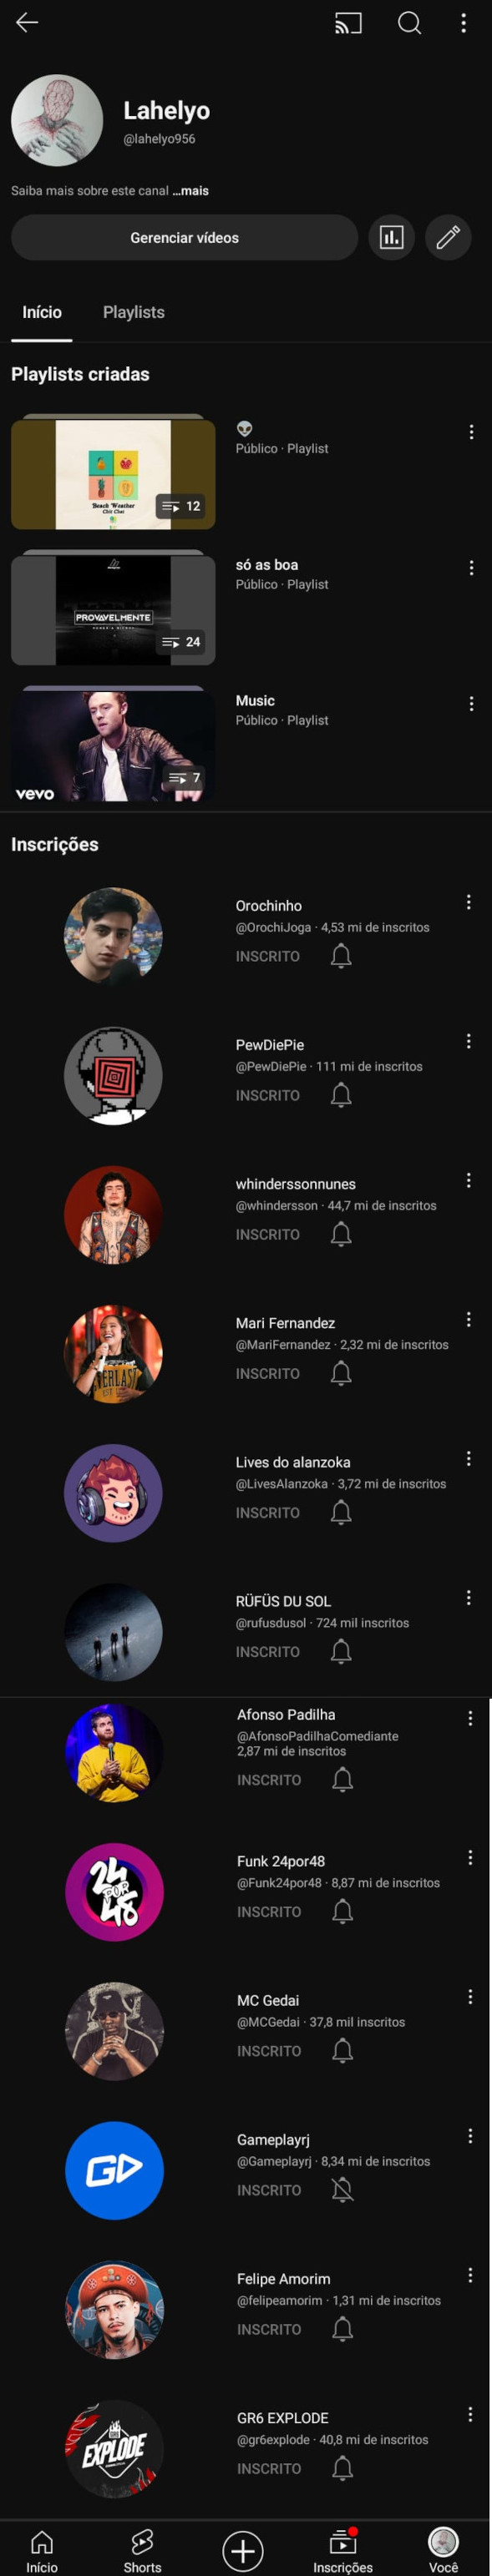 Lahelyo
@lahelyo956
Saiba mais sobre este canal ...mais
Gerenciar vídeos
Início
Playlists
Playlists criadas
Beach Weather
Chit Chat
12
Público · Playlist
PROVAVELMENTE
24
só as boa
Público · Playlist
vevo
7
Music
Público · Playlist
Inscrições
Orochinho
@OrochiJoga · 4,53 mi de inscritos
INSCRITO
PewDiePie
@PewDiePie · 111 mi de inscritos
INSCRITO
whinderssonnunes
@whindersson · 44,7 mi de inscritos
INSCRITO
Mari Fernandez
@MariFernandez · 2,32 mi de inscritos
INSCRITO
VERLAST
Lives do alanzoka
@LivesAlanzoka · 3,72 mi de inscritos
INSCRITO
RÜFÜS DU SOL
@rufusdusol · 724 mil inscritos
INSCRITO
Afonso Padilha
@AfonsoPadilhaComediante
2,87 mi de inscritos
INSCRITO
24
POR
48
Funk 24por48
@Funk24por48 · 8,87 mi de inscritos
INSCRITO
MC Gedai
@MCGedai · 37,8 mil inscritos
INSCRITO
Gameplayrj
@Gameplayrj · 8,34 mi de inscritos
INSCRITO
Felipe Amorim
@felipeamorim · 1,31 mi de inscritos
INSCRITO
EXPLODE
GR6 EXPLODE
@gr6explode · 40,8 mi de inscritos
INSCRITO
Início
Shorts
Inscrições
Você